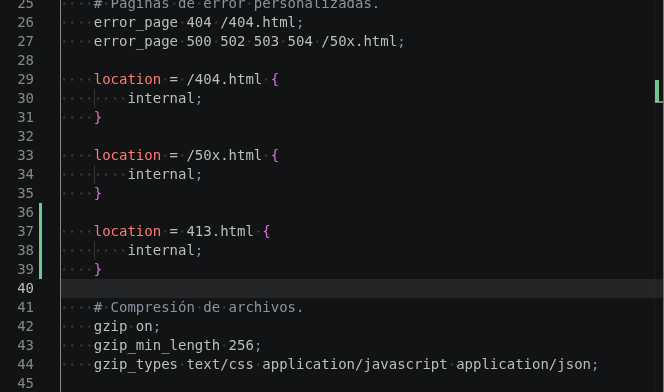 25 # Páginas de error personalizadas.
26 error_page 404 /404.html;
27 error_page 500 502 503 504 /50x.html;
28
29 location = /404.html {
30 internal;
31 }
32
33 location = /50x.html {
34 internal;
35 }
36
37 location = 413.html {
38 internal;
39 }
40
41 # Compresión de archivos.
42 gzip on;
43 gzip_min_length 256;
44 gzip_types text/css application/javascript application/json;
45